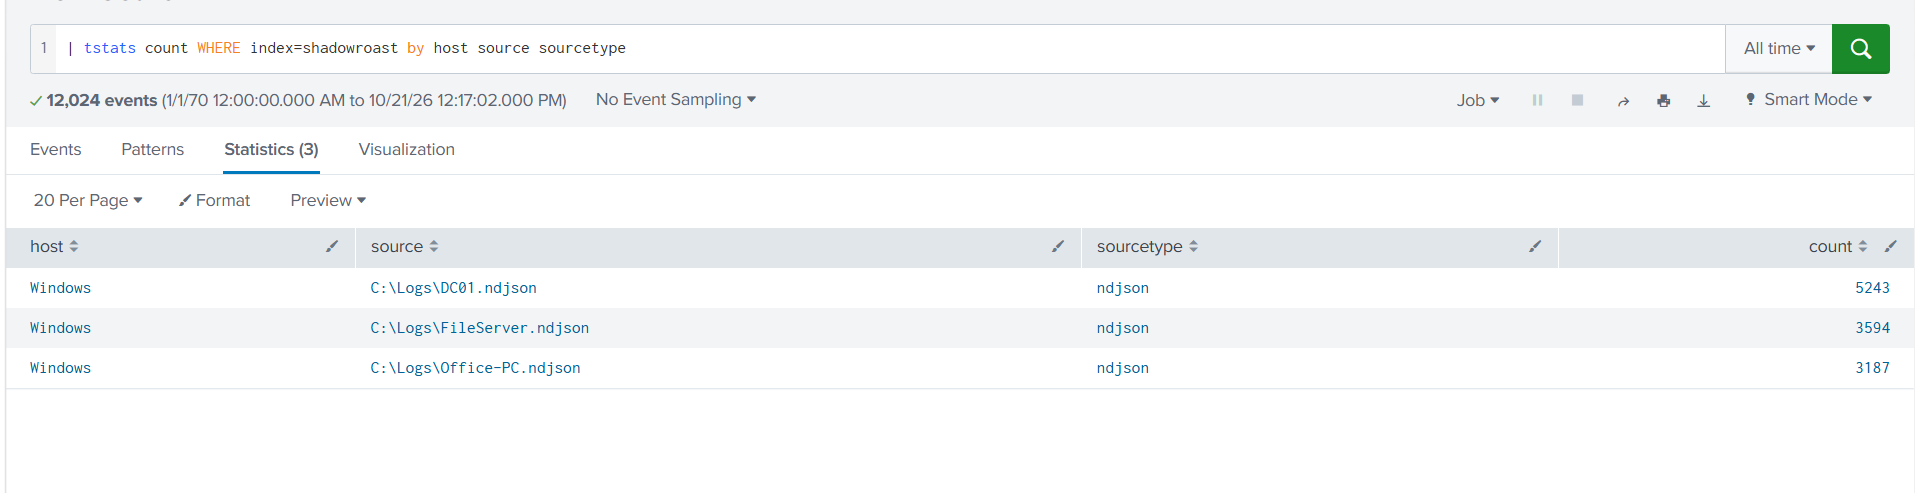 1 | tstats count WHERE index=shadowroast by host source sourcetype
All time
12,024 events (1/1/70 12:00:00.000 AM to 10/21/26 12:17:02.000 PM) No Event Sampling
Job Smart Mode
Events Patterns Statistics (3) Visualization
20 Per Page Format Preview
host source sourcetype count
Windows C:\Logs\DC01.ndjson ndjson 5243
Windows C:\Logs\FileServer.ndjson ndjson 3594
Windows C:\Logs\Office-PC.ndjson ndjson 3187